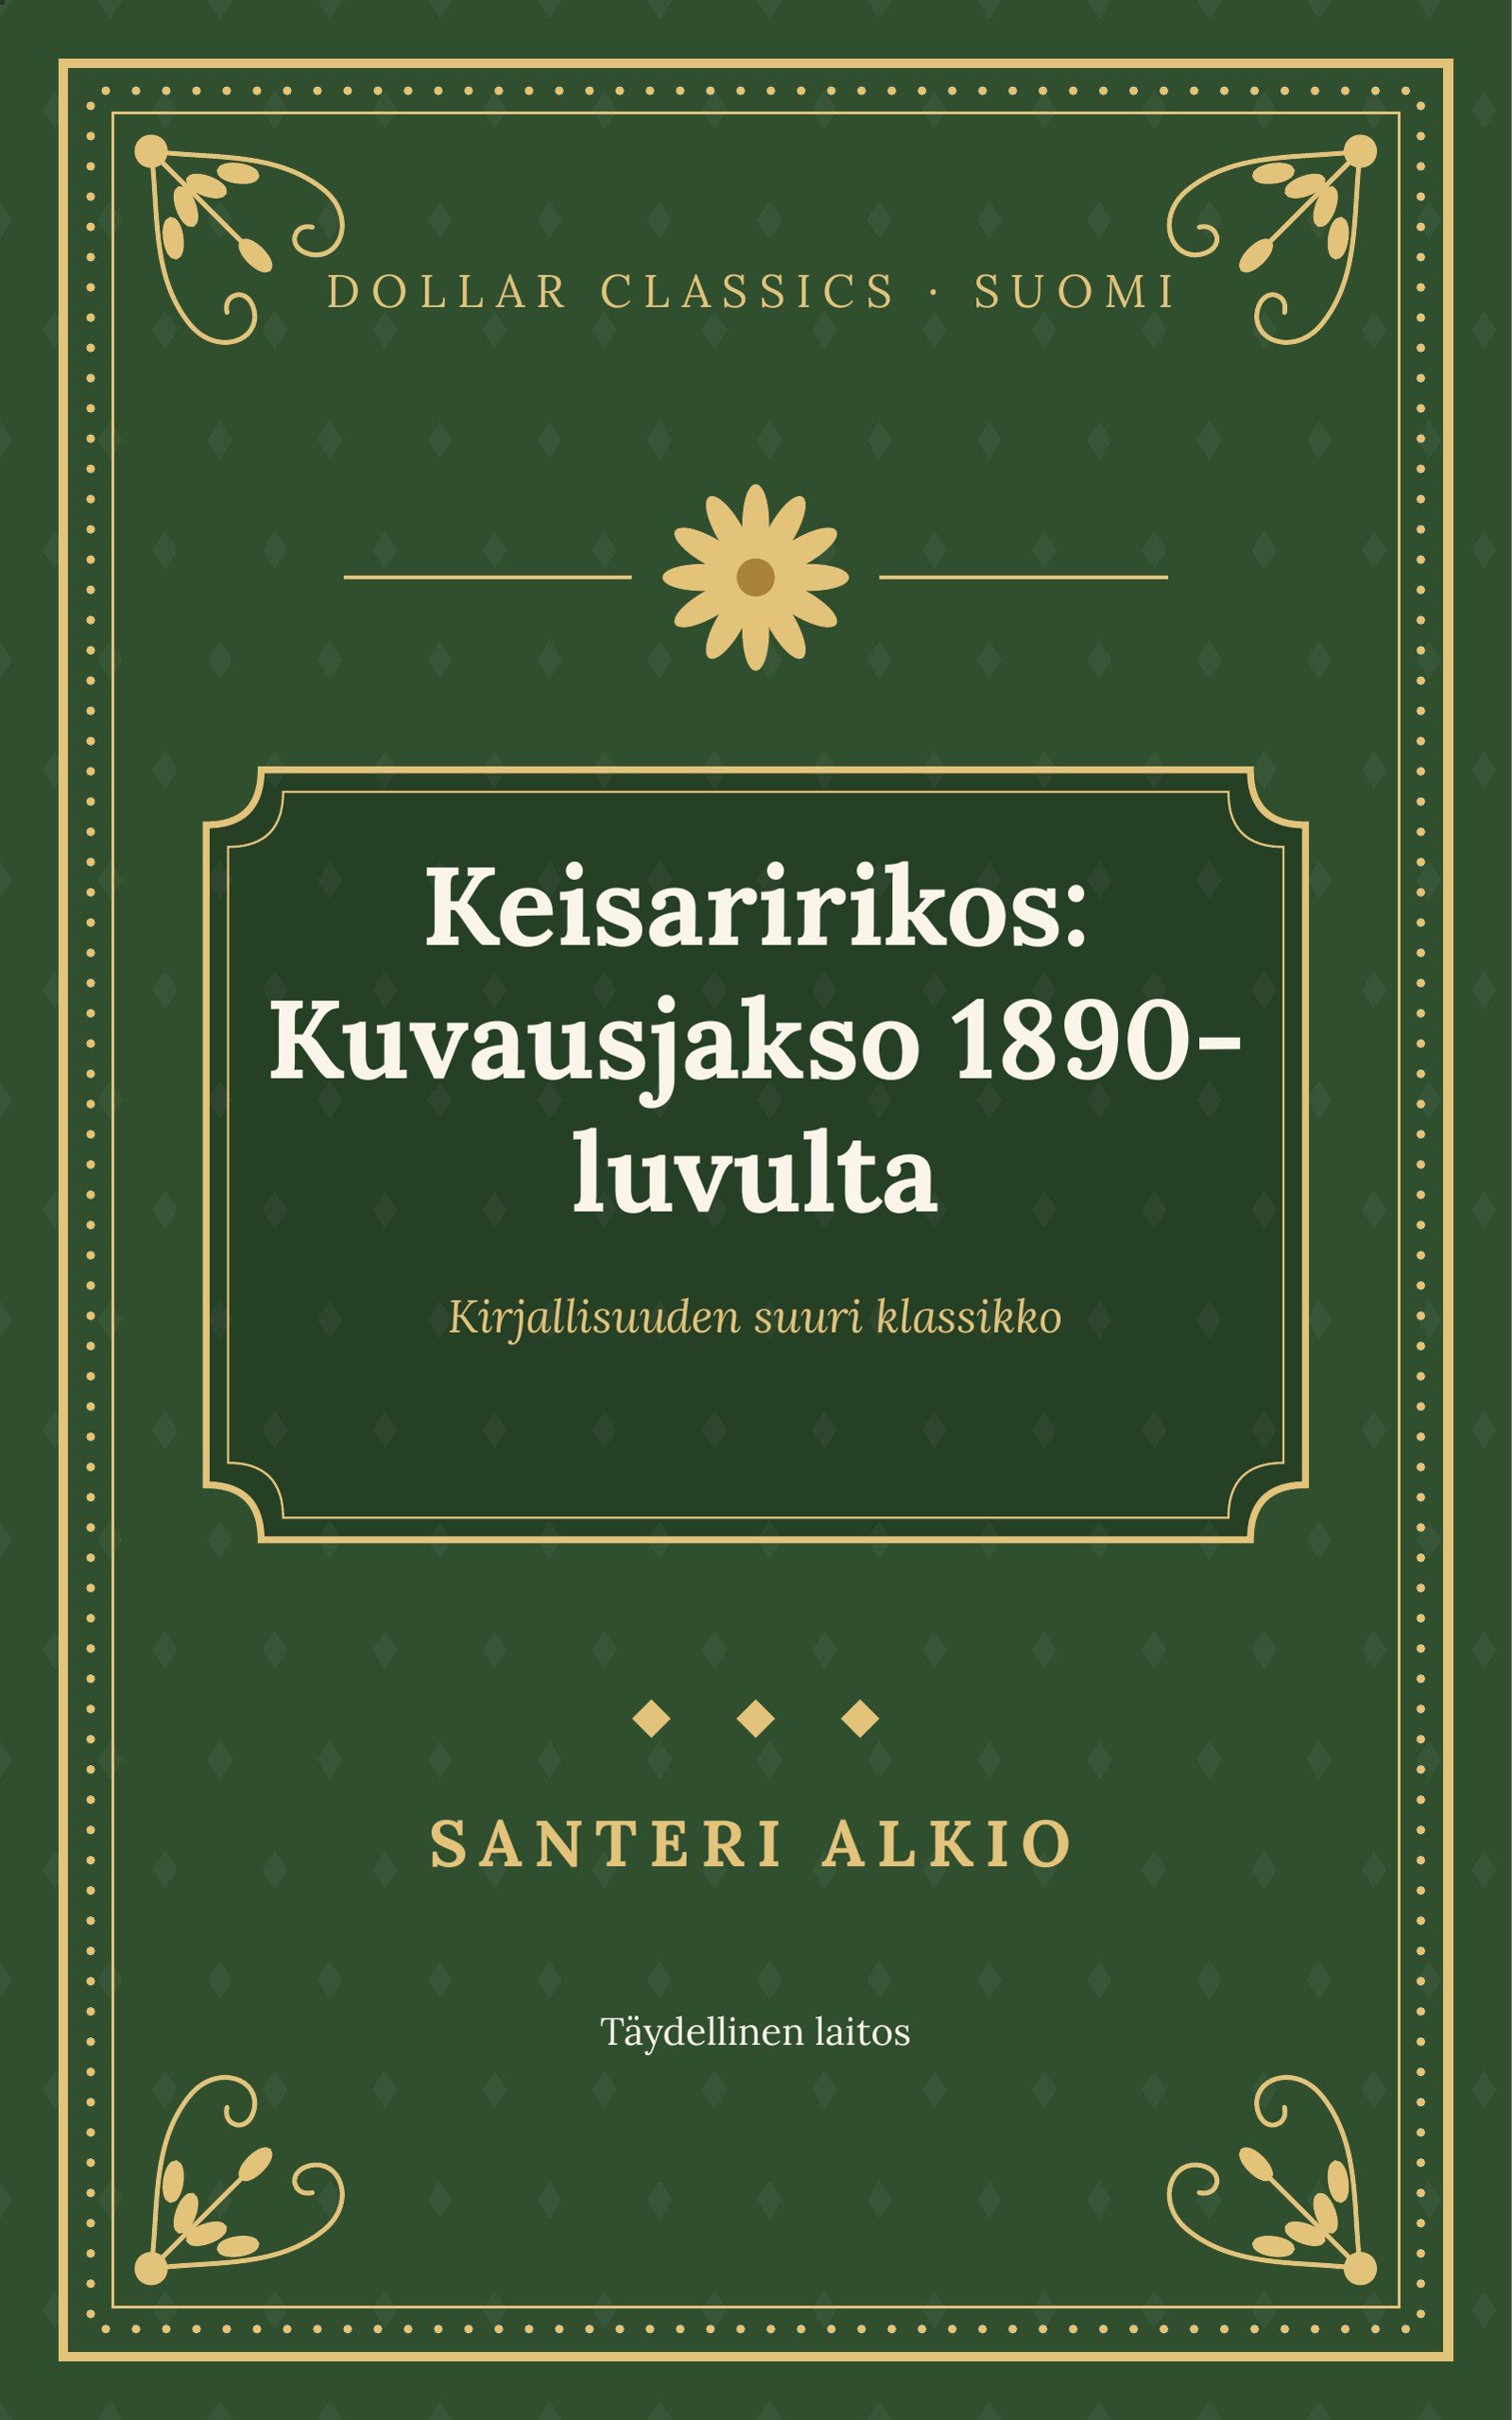 DOLLAR CLASSICS · SUOMI
Keisaririkos:
Kuvausjakso 1890-
luvulta
Kirjallisuuden suuri klassikko
SANTERI ALKIO
Täydellinen laitos